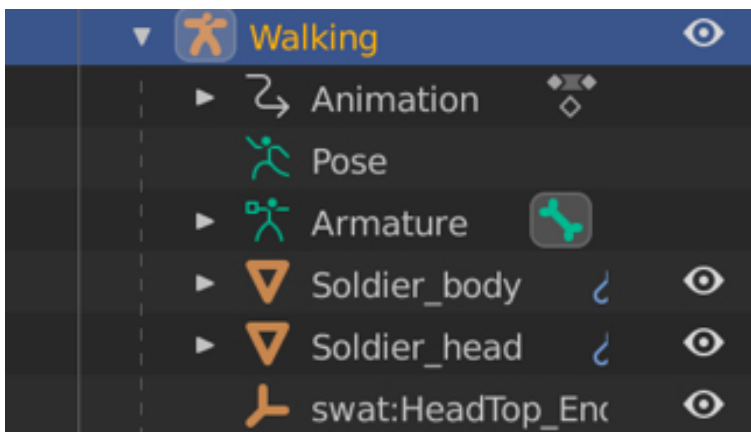 Walking
Animation
Pose
Armature
Soldier_body
Soldier_head
swat:HeadTop_End